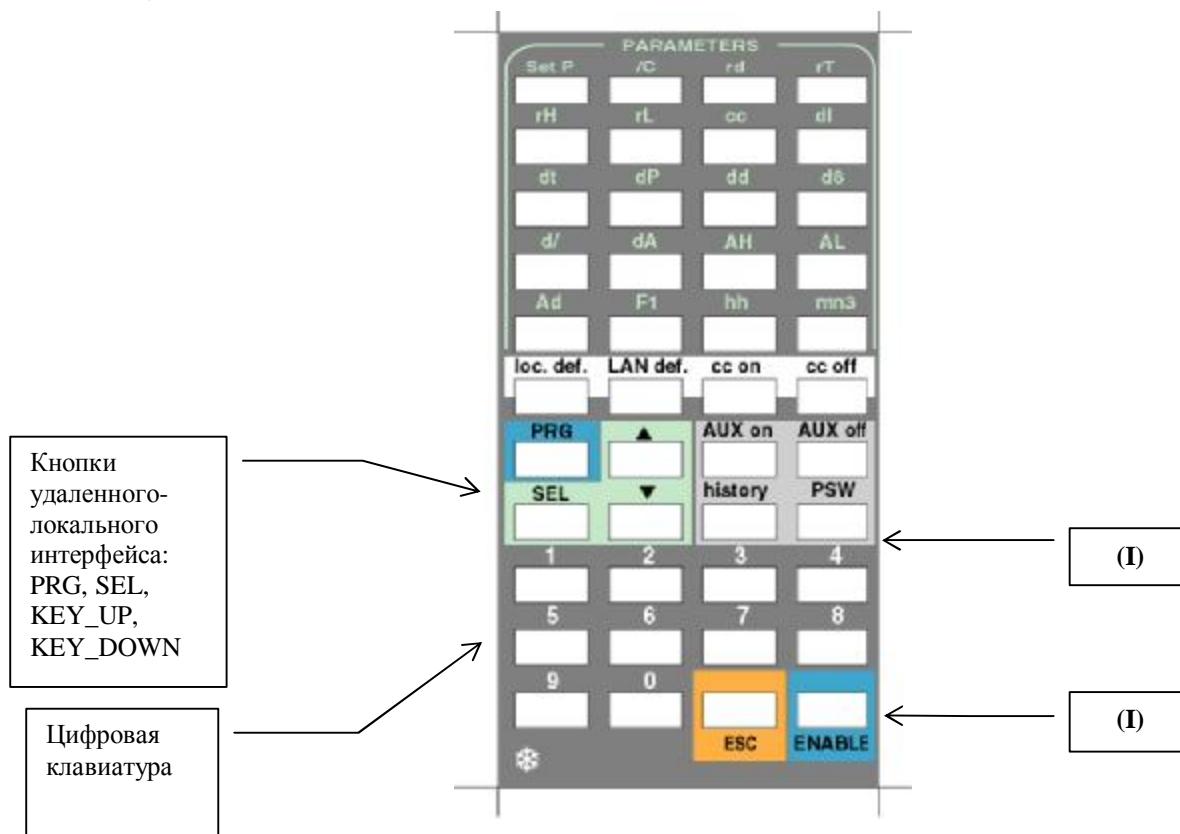 PARAMETERS
Set P /C rd rT
rH rL cc dI
dt dP dd d6
d/ dA AH AL
Ad F1 hh mn3
loc. def. LAN def. cc on cc off
PRG ▲ AUX on AUX off
SEL ▼ history PSW
1 2 3 4
5 6 7 8
9 0
ESC ENABLE
Кнопки
удаленного-
локального
интерфейса:
PRG, SEL,
KEY_UP,
KEY_DOWN
Цифровая
клавиатура
(I)
(I)